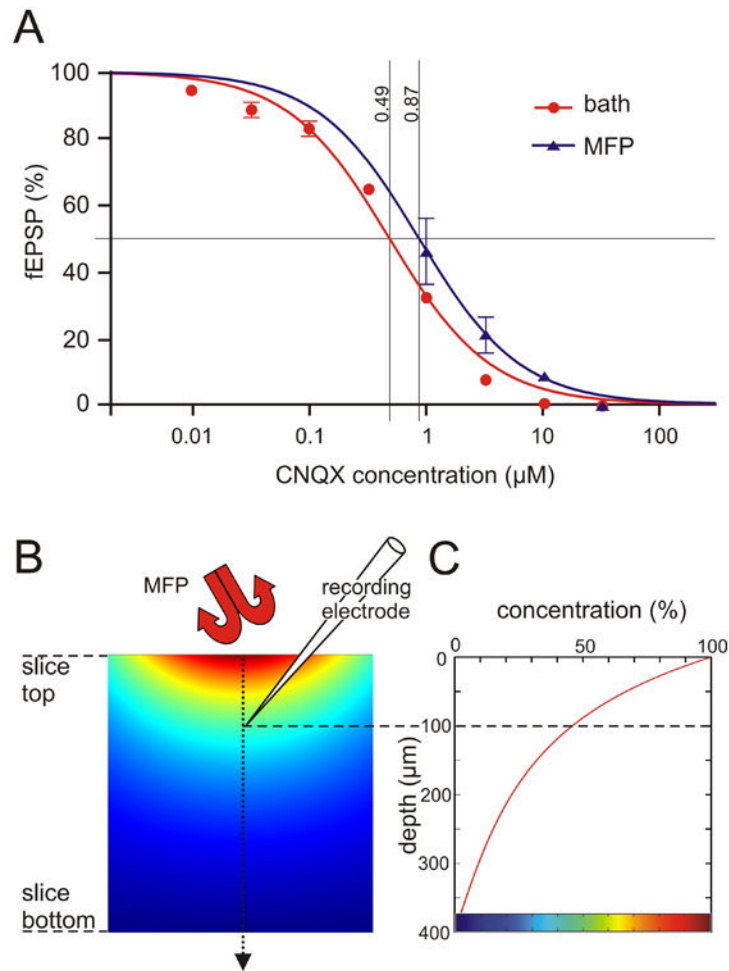 A
fEPSP (%)
100
80
60
40
20
0
0.49
0.87
bath
MFP
0.01
0.1
1
10
100
CNQX concentration (µM)
B
MFP
recording
electrode
slice
top
slice
bottom
C
concentration (%)
0
50
100
depth (µm)
0
100
200
300
400